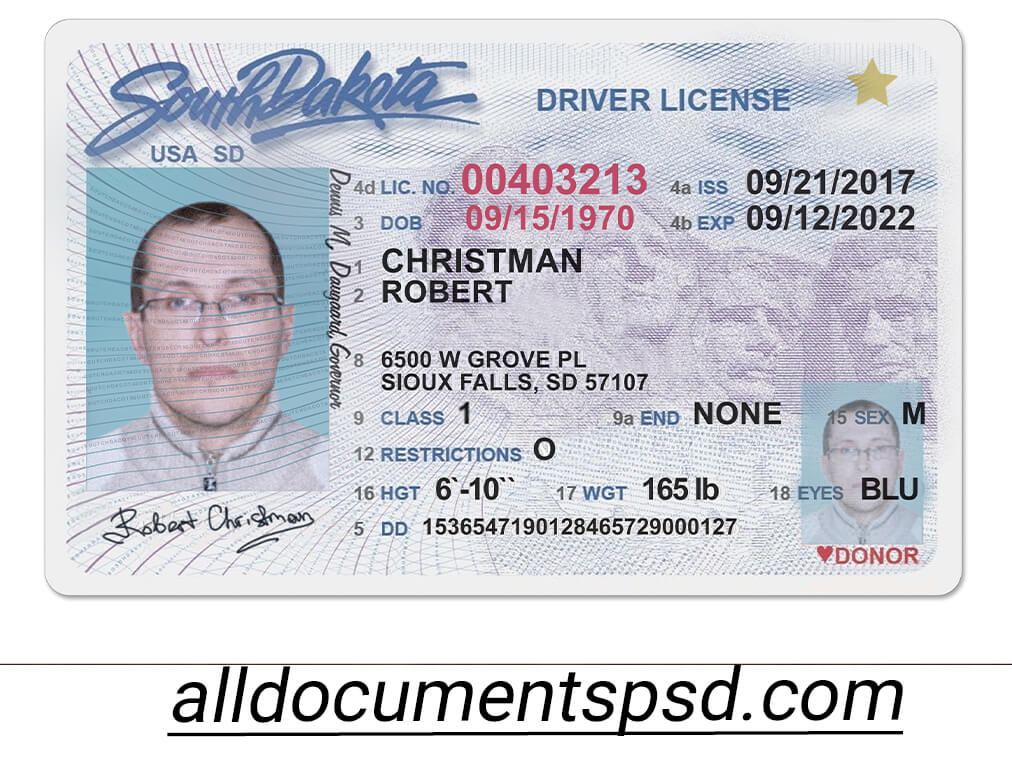 South Dakota
DRIVER LICENSE
USA SD
4d LIC. NO. 00403213 4a ISS 09/21/2017
3 DOB 09/15/1970 4b EXP 09/12/2022
1 CHRISTMAN
2 ROBERT
Dennis M. Daugaard, Governor
8 6500 W GROVE PL
SIOUX FALLS, SD 57107
9 CLASS 1 9a END NONE 15 SEX M
12 RESTRICTIONS O
16 HGT 6`-10`` 17 WGT 165 lb 18 EYES BLU
5 DD 1536547190128465729000127
Robert Christman
♥DONOR
alldocumentspsd.com